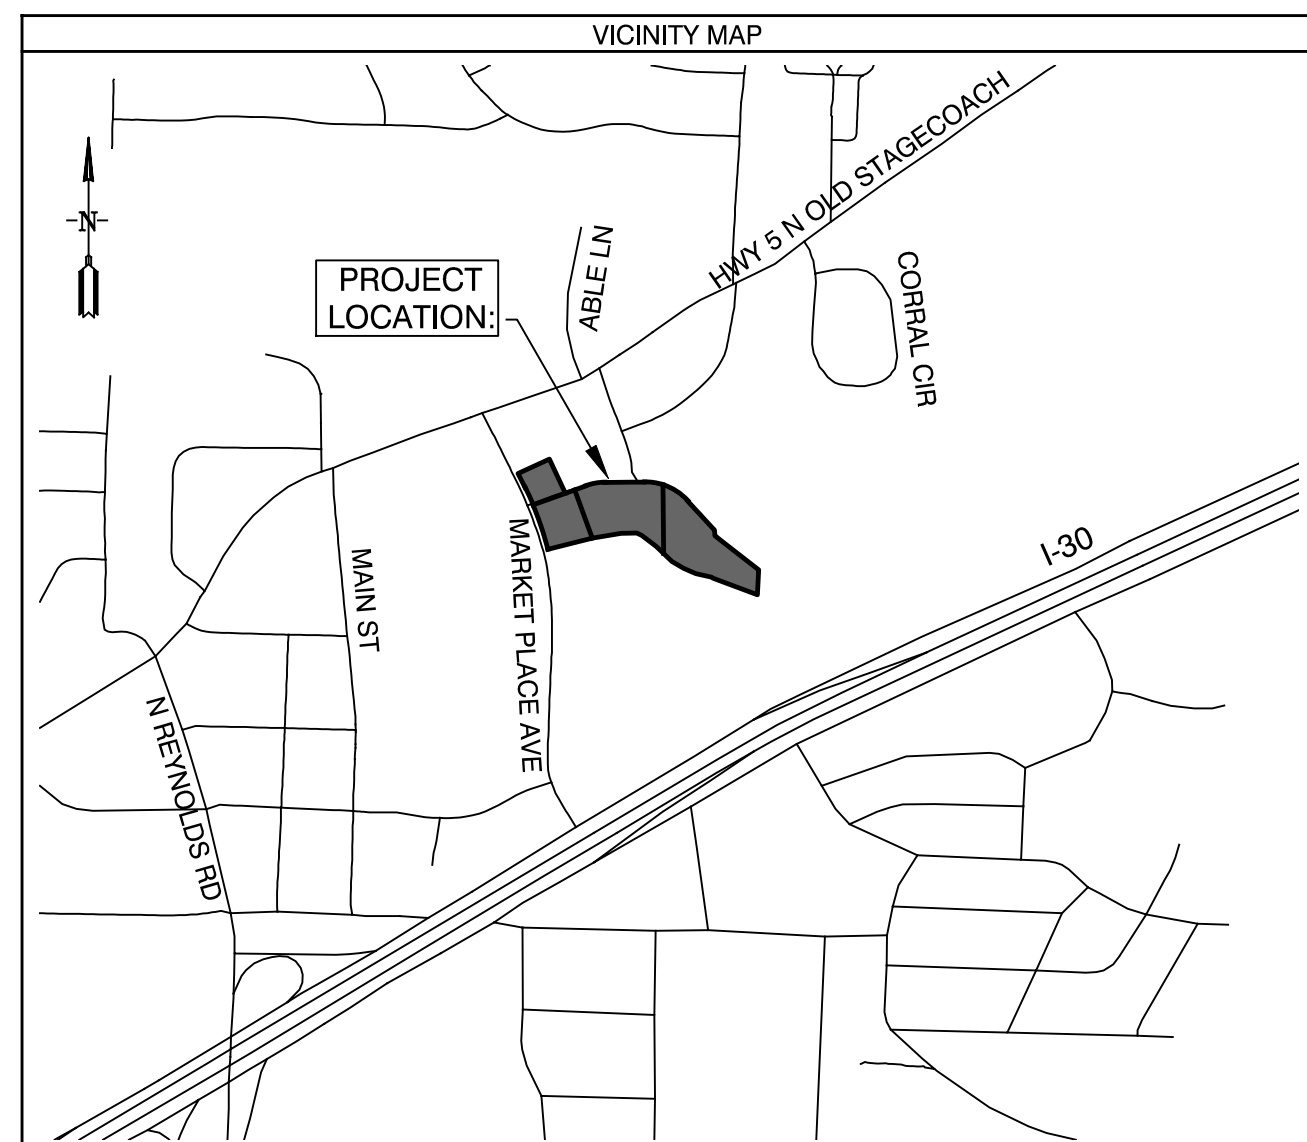 VICINITY MAP
HWY 5 N OLD STAGECOACH
-N-
ABLE LN
CORRAL CIR
PROJECT
LOCATION:
I-30
MAIN ST
MARKET PLACE AVE
N REYNOLDS RD